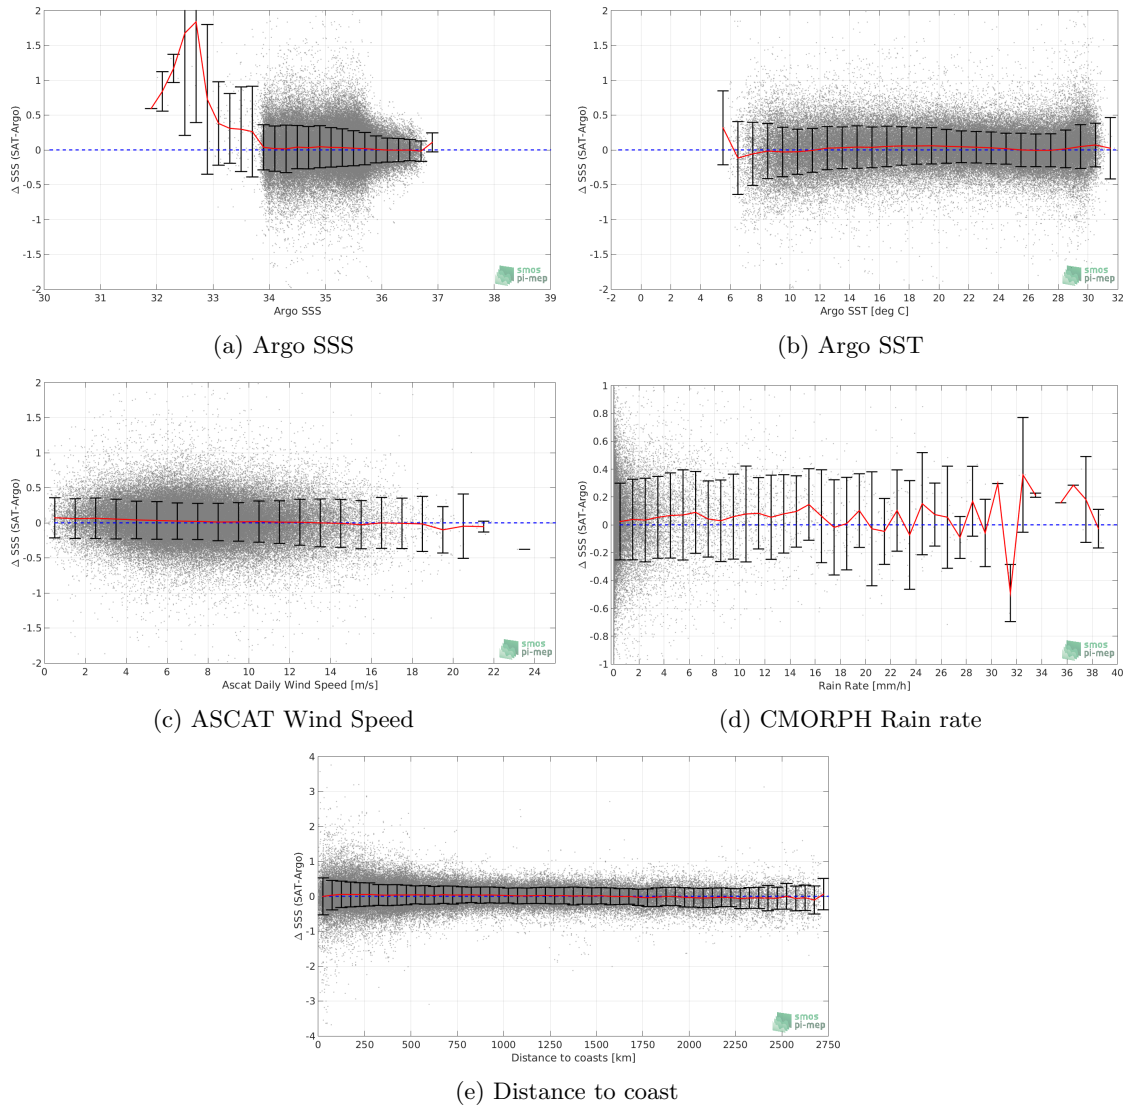 2
1.5
1
0.5
0
-0.5
-1
-1.5
-2
Δ SSS (SAT-Argo)
30 31 32 33 34 35 36 37 38 39
Argo SSS
smos
pi-mep
(a) Argo SSS
2
1.5
1
0.5
0
-0.5
-1
-1.5
-2
Δ SSS (SAT-Argo)
-2 0 2 4 6 8 10 12 14 16 18 20 22 24 26 28 30 32
Argo SST [deg C]
smos
pi-mep
(b) Argo SST
2
1.5
1
0.5
0
-0.5
-1
-1.5
-2
Δ SSS (SAT-Argo)
0 2 4 6 8 10 12 14 16 18 20 22 24
Ascat Daily Wind Speed [m/s]
smos
pi-mep
(c) ASCAT Wind Speed
1
0.8
0.6
0.4
0.2
0
-0.2
-0.4
-0.6
-0.8
-1
Δ SSS (SAT-Argo)
0 2 4 6 8 10 12 14 16 18 20 22 24 26 28 30 32 34 36 38 40
Rain Rate [mm/h]
smos
pi-mep
(d) CMORPH Rain rate
4
3
2
1
0
-1
-2
-3
-4
Δ SSS (SAT-Argo)
0 250 500 750 1000 1250 1500 1750 2000 2250 2500 2750
Distance to coasts [km]
smos
pi-mep
(e) Distance to coast